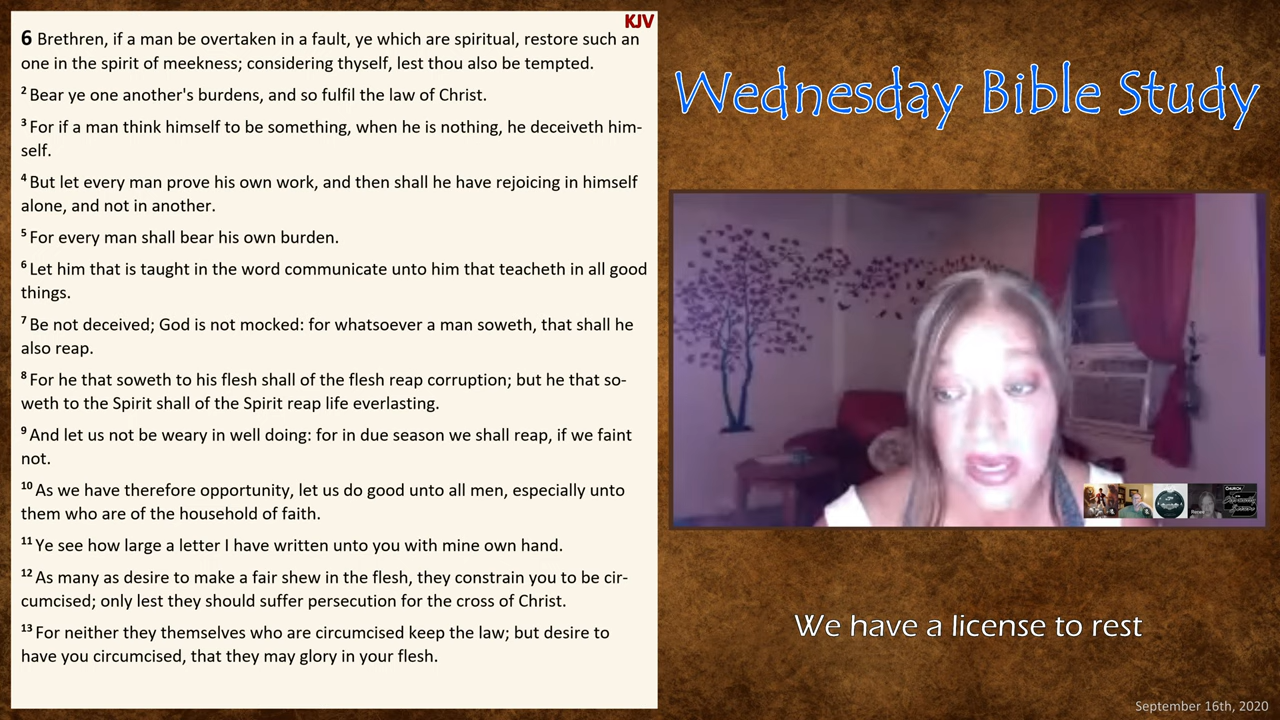 KJV
6 Brethren, if a man be overtaken in a fault, ye which are spiritual, restore such an
one in the spirit of meekness; considering thyself, lest thou also be tempted.
2 Bear ye one another's burdens, and so fulfil the law of Christ.
3 For if a man think himself to be something, when he is nothing, he deceiveth him-
self.
4 But let every man prove his own work, and then shall he have rejoicing in himself
alone, and not in another.
5 For every man shall bear his own burden.
6 Let him that is taught in the word communicate unto him that teacheth in all good
things.
7 Be not deceived; God is not mocked: for whatsoever a man soweth, that shall he
also reap.
8 For he that soweth to his flesh shall of the flesh reap corruption; but he that so-
weth to the Spirit shall of the Spirit reap life everlasting.
9 And let us not be weary in well doing: for in due season we shall reap, if we faint
not.
10 As we have therefore opportunity, let us do good unto all men, especially unto
them who are of the household of faith.
11 Ye see how large a letter I have written unto you with mine own hand.
12 As many as desire to make a fair shew in the flesh, they constrain you to be cir-
cumcised; only lest they should suffer persecution for the cross of Christ.
13 For neither they themselves who are circumcised keep the law; but desire to
have you circumcised, that they may glory in your flesh.
Wednesday Bible Study
We have a license to rest
September 16th, 2020